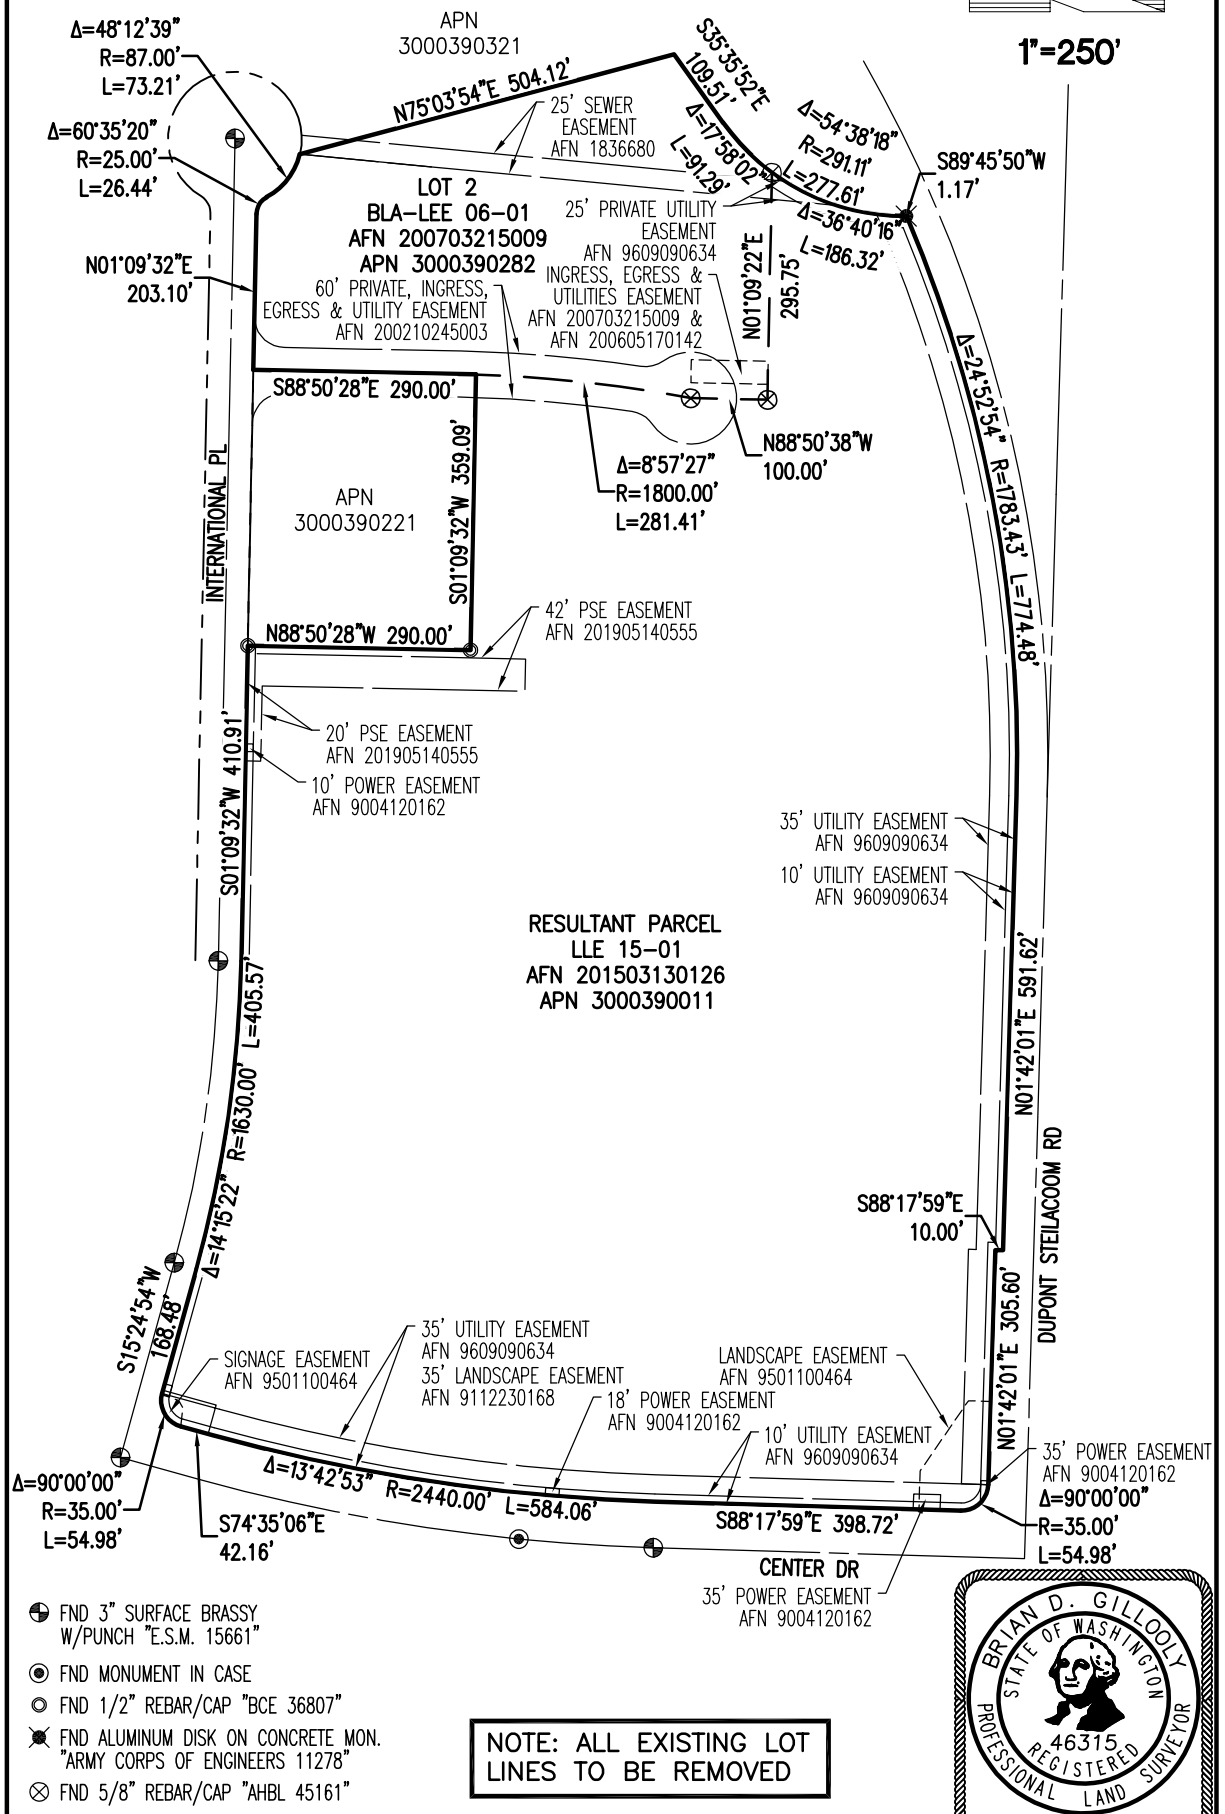 APN
3000390321
1"=250'
Δ=48°12'39"
R=87.00'
L=73.21'
N75°03'54"E 504.12'
S35°35'52"E
109.51'
Δ=17°58'02"
L=91.29'
Δ=54°38'18"
R=291.11'
L=277.61'
Δ=36°40'16"
L=186.32'
S89°45'50"W
1.17'
Δ=60°35'20"
R=25.00'
L=26.44'
25' SEWER
EASEMENT
AFN 1836680
LOT 2
BLA-LEE 06-01
AFN 200703215009
APN 3000390282
25' PRIVATE UTILITY
EASEMENT
AFN 9609090634
N01°09'32"E
203.10'
60' PRIVATE, INGRESS,
EGRESS & UTILITY EASEMENT
AFN 200210245003
INGRESS, EGRESS &
UTILITIES EASEMENT
AFN 200703215009 &
AFN 200605170142
N01°09'22"E
295.75'
S88°50'28"E 290.00'
N88°50'38"W
100.00'
Δ=8°57'27"
R=1800.00'
L=281.41'
Δ=24°52'54" R=1783.43' L=774.48'
INTERNATIONAL PL
APN
3000390221
S01°09'32"W 359.09'
N88°50'28"W 290.00'
42' PSE EASEMENT
AFN 201905140555
20' PSE EASEMENT
AFN 201905140555
10' POWER EASEMENT
AFN 9004120162
S01°09'32"W 410.91'
35' UTILITY EASEMENT
AFN 9609090634
10' UTILITY EASEMENT
AFN 9609090634
RESULTANT PARCEL
LLE 15-01
AFN 201503130126
APN 3000390011
N01°42'01"E 591.62'
Δ=14°15'22" R=1630.00' L=405.57'
DUPONT STEILACOOM RD
S88°17'59"E
10.00'
N01°42'01"E 305.60'
S15°24'54"W
168.48'
SIGNAGE EASEMENT
AFN 9501100464
35' UTILITY EASEMENT
AFN 9609090634
35' LANDSCAPE EASEMENT
AFN 9112230168
18' POWER EASEMENT
AFN 9004120162
LANDSCAPE EASEMENT
AFN 9501100464
10' UTILITY EASEMENT
AFN 9609090634
35' POWER EASEMENT
AFN 9004120162
Δ=90°00'00"
R=35.00'
L=54.98'
Δ=90°00'00"
R=35.00'
L=54.98'
S74°35'06"E
42.16'
Δ=13°42'53" R=2440.00' L=584.06'
S88°17'59"E 398.72'
CENTER DR
35' POWER EASEMENT
AFN 9004120162
FND 3" SURFACE BRASSY
W/PUNCH "E.S.M. 15661"
FND MONUMENT IN CASE
FND 1/2" REBAR/CAP "BCE 36807"
FND ALUMINUM DISK ON CONCRETE MON.
"ARMY CORPS OF ENGINEERS 11278"
FND 5/8" REBAR/CAP "AHBL 45161"
NOTE: ALL EXISTING LOT
LINES TO BE REMOVED
BRIAN D. GILLOOLY
STATE OF WASHINGTON
46315
REGISTERED
PROFESSIONAL LAND SURVEYOR